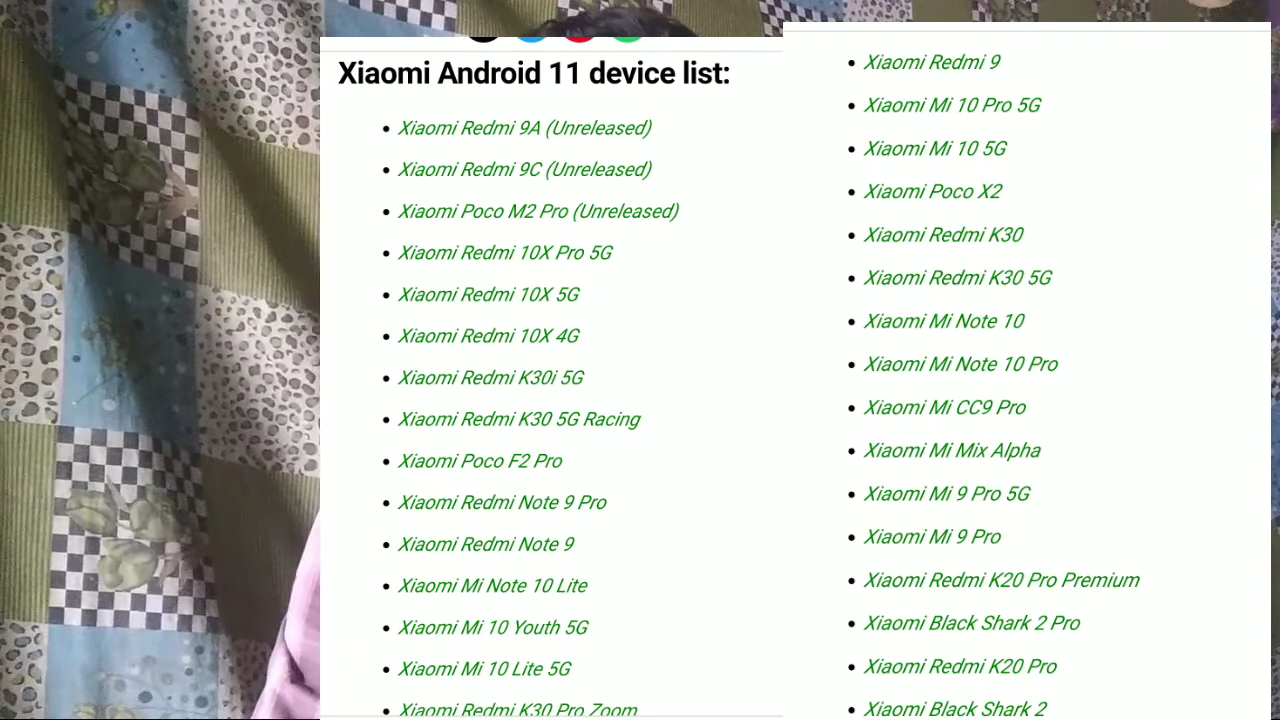 Xiaomi Android 11 device list:
Xiaomi Redmi 9A (Unreleased)
Xiaomi Redmi 9C (Unreleased)
Xiaomi Poco M2 Pro (Unreleased)
Xiaomi Redmi 10X Pro 5G
Xiaomi Redmi 10X 5G
Xiaomi Redmi 10X 4G
Xiaomi Redmi K30i 5G
Xiaomi Redmi K30 5G Racing
Xiaomi Poco F2 Pro
Xiaomi Redmi Note 9 Pro
Xiaomi Redmi Note 9
Xiaomi Mi Note 10 Lite
Xiaomi Mi 10 Youth 5G
Xiaomi Mi 10 Lite 5G
Xiaomi Redmi K30 Pro Zoom
Xiaomi Redmi 9
Xiaomi Mi 10 Pro 5G
Xiaomi Mi 10 5G
Xiaomi Poco X2
Xiaomi Redmi K30
Xiaomi Redmi K30 5G
Xiaomi Mi Note 10
Xiaomi Mi Note 10 Pro
Xiaomi Mi CC9 Pro
Xiaomi Mi Mix Alpha
Xiaomi Mi 9 Pro 5G
Xiaomi Mi 9 Pro
Xiaomi Redmi K20 Pro Premium
Xiaomi Black Shark 2 Pro
Xiaomi Redmi K20 Pro
Xiaomi Black Shark 2